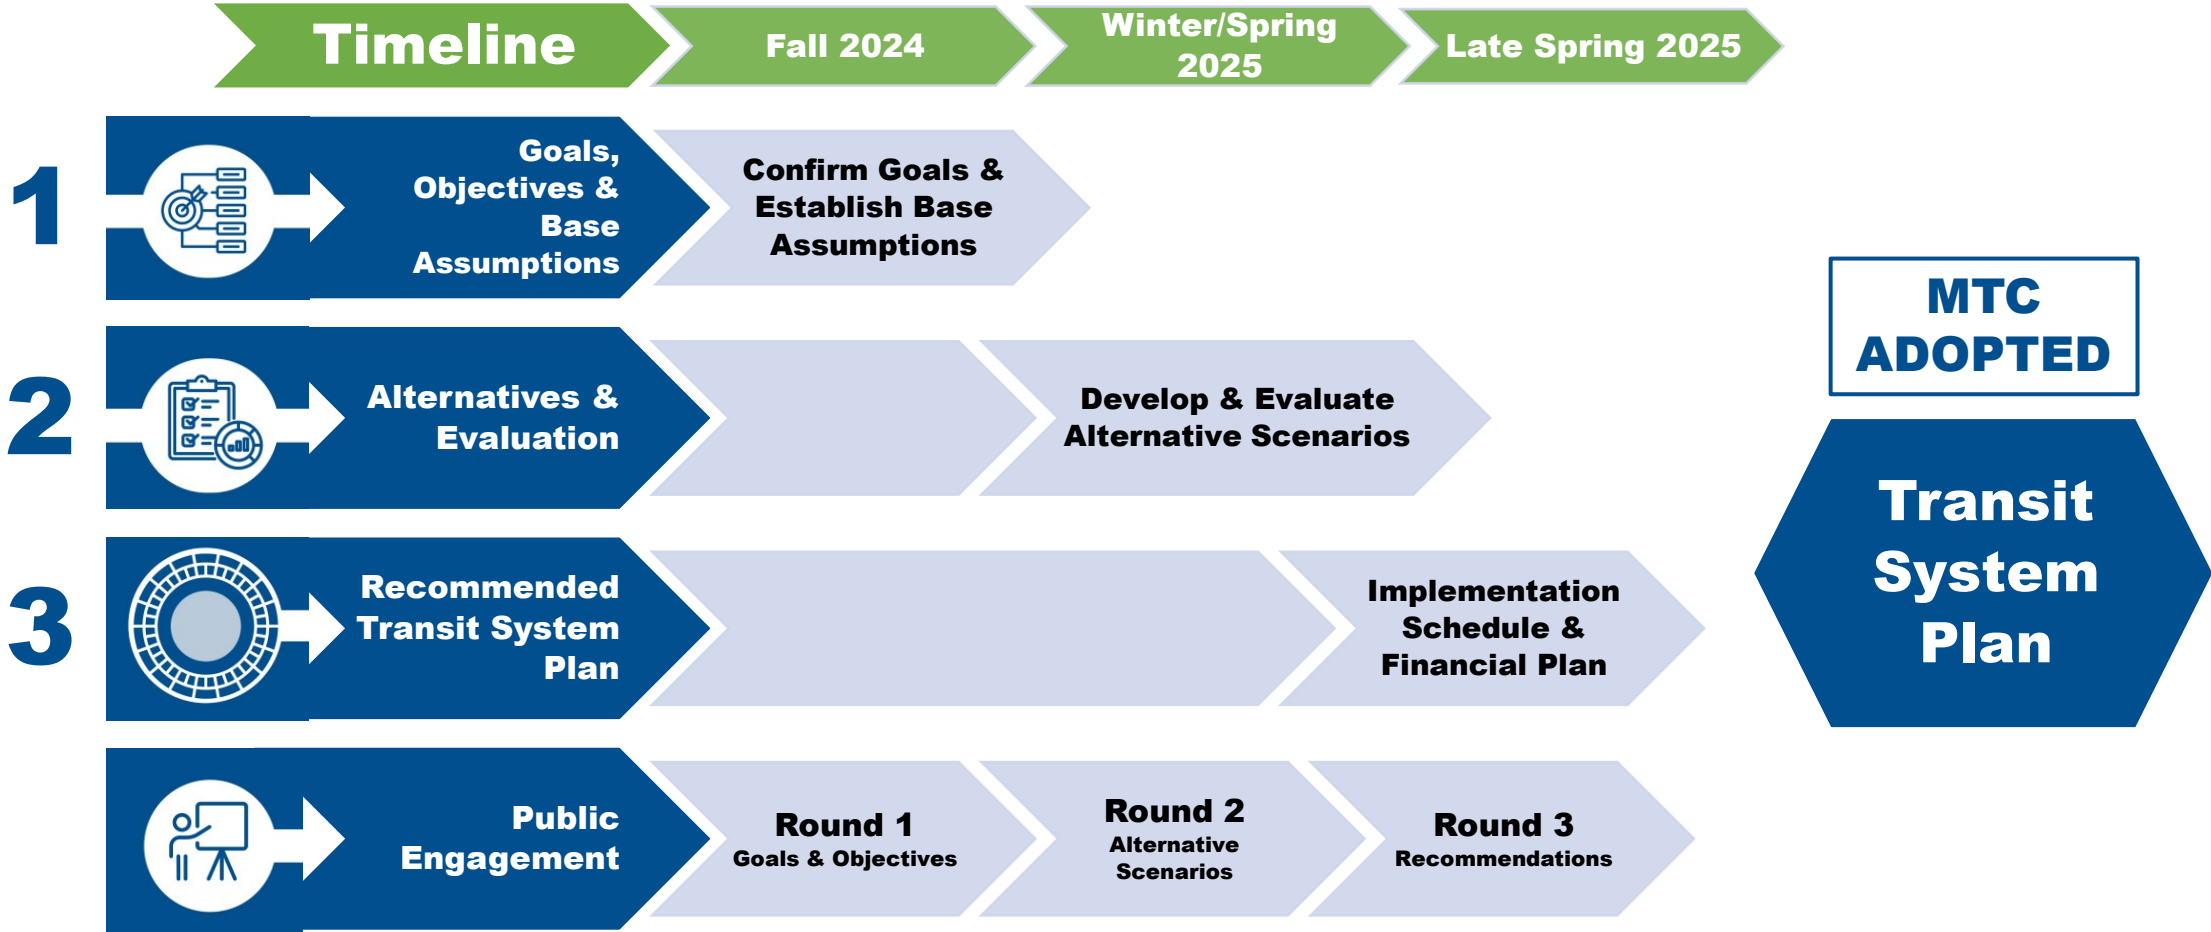 Timeline
Fall 2024
Winter/Spring
2025
Late Spring 2025
1
Goals,
Objectives &
Base
Assumptions
Confirm Goals &
Establish Base
Assumptions
2
Alternatives &
Evaluation
Develop & Evaluate
Alternative Scenarios
3
Recommended
Transit System
Plan
Implementation
Schedule &
Financial Plan
Public
Engagement
Round 1
Goals & Objectives
Round 2
Alternative
Scenarios
Round 3
Recommendations
MTC
ADOPTED
Transit
System
Plan